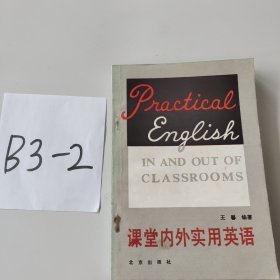 B3-2
Practical
English
IN AND OUT OF
CLASSROOMS
王馨 编著
课堂内外实用英语
北京出版社